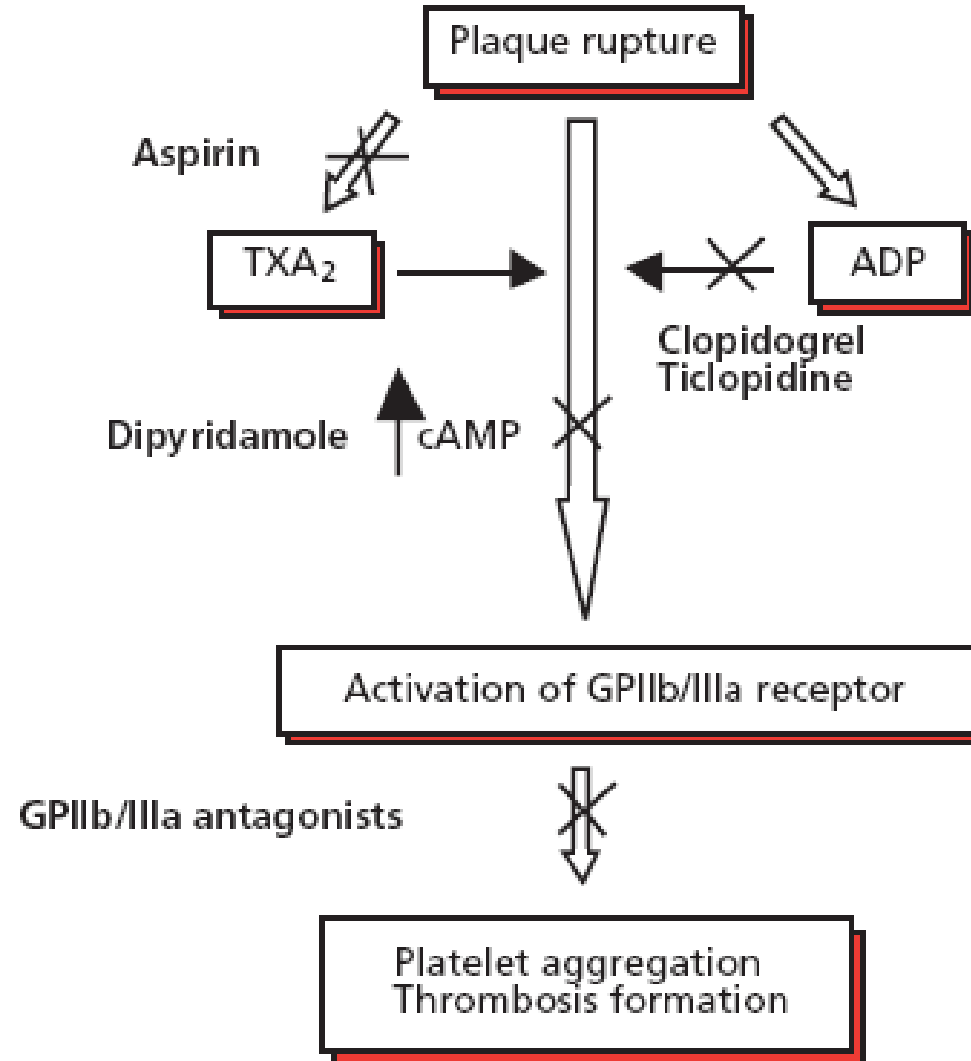 Plaque rupture
Aspirin
TXA₂
ADP
Clopidogrel
Ticlopidine
Dipyridamole
cAMP
Activation of GPIIb/IIIa receptor
GPIIb/IIIa antagonists
Platelet aggregation
Thrombosis formation